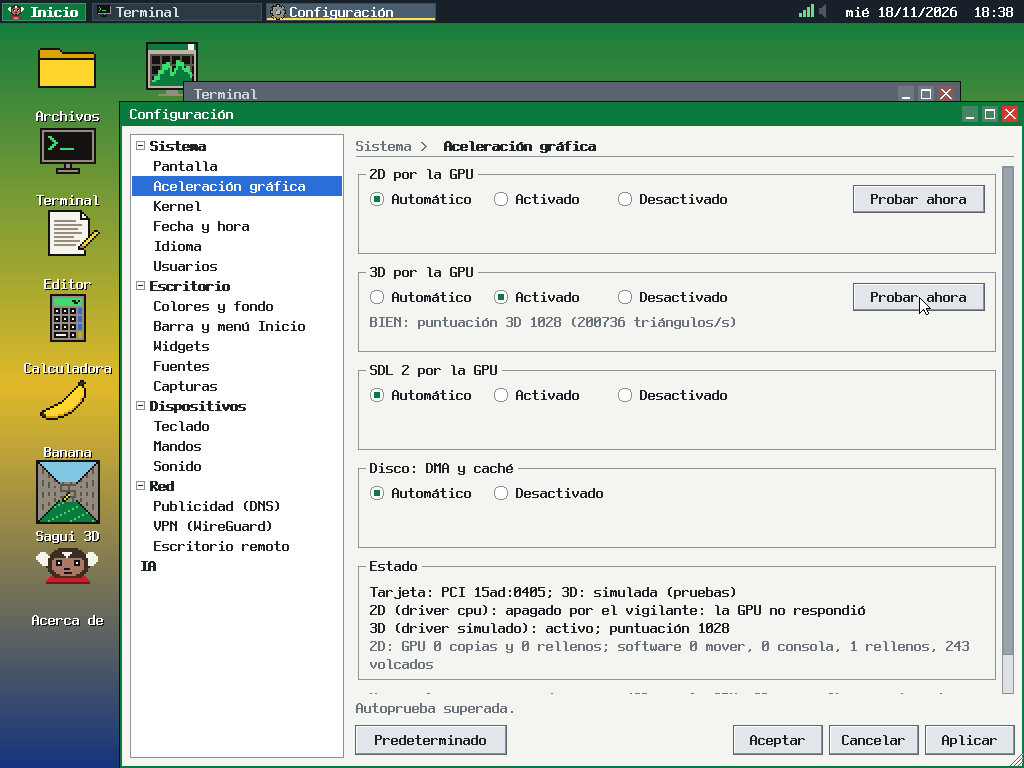 Inicio
Terminal
Configuración
mié 18/11/2026 18:38
Archivos
Terminal
Editor
Calculadora
Banana
Sagui 3D
Acerca de
Terminal
Configuración
Sistema
Pantalla
Aceleración gráfica
Kernel
Fecha y hora
Idioma
Usuarios
Escritorio
Colores y fondo
Barra y menú Inicio
Widgets
Fuentes
Capturas
Dispositivos
Teclado
Mandos
Sonido
Red
Publicidad (DNS)
VPN (WireGuard)
Escritorio remoto
IA
Sistema > Aceleración gráfica
2D por la GPU
Automático Activado Desactivado Probar ahora
3D por la GPU
Automático Activado Desactivado Probar ahora
BIEN: puntuación 3D 1028 (200736 triángulos/s)
SDL 2 por la GPU
Automático Activado Desactivado
Disco: DMA y caché
Automático Desactivado
Estado
Tarjeta: PCI 15ad:0405; 3D: simulada (pruebas)
2D (driver cpu): apagado por el vigilante: la GPU no respondió
3D (driver simulado): activo; puntuación 1028
2D: GPU 0 copias y 0 rellenos; software 0 mover, 0 consola, 1 rellenos, 243
volcados
Autoprueba superada.
Predeterminado Aceptar Cancelar Aplicar